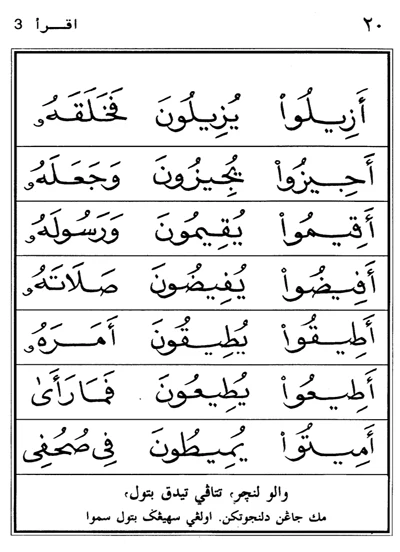 ٢٠ اقرأ 3
أَزِيلُوا۟ يُزِيلُونَ فَخَلَقَهُۥ
أَجِيزُوا۟ يُجِيزُونَ وَجَعَلَهُۥ
أَقِيمُوا۟ يُقِيمُونَ وَرَسُولَهُۥ
أَفِيضُوا۟ يُفِيضُونَ صَلَاتَهُۥ
أَطِيقُوا۟ يُطِيقُونَ أَمَرَهُۥ
أَطِيعُوا۟ يُطِيعُونَ فَمَا رَأَىٰ
أَمِيتُوا۟ يُمِيطُونَ فِى صُحُفِى
والو لنچر، تتاڤي تيدق بتول،
مك جاڠن دلنجوتكن. اولڠي سهيڠݢ بتول سموا